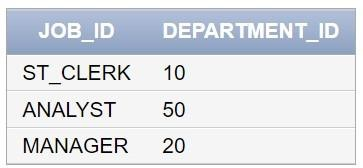 JOB_ID DEPARTMENT_ID
ST_CLERK 10
ANALYST 50
MANAGER 20